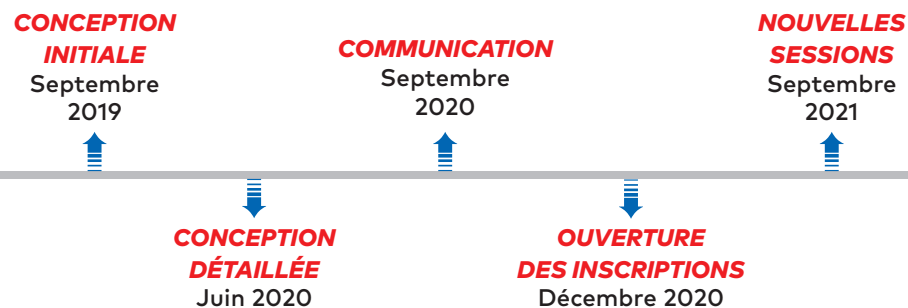 CONCEPTION
INITIALE
Septembre
2019
CONCEPTION
DÉTAILLÉE
Juin 2020
COMMUNICATION
Septembre
2020
OUVERTURE
DES INSCRIPTIONS
Décembre 2020
NOUVELLES
SESSIONS
Septembre
2021